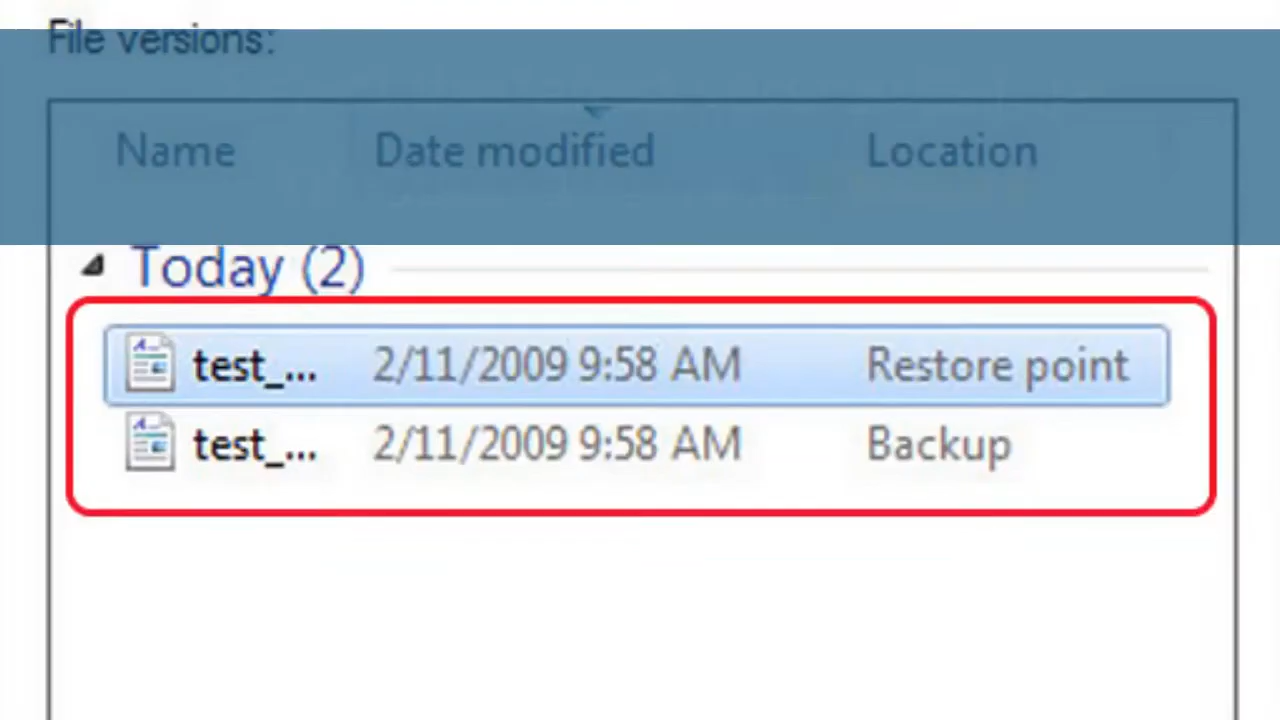 File versions:
Name Date modified Location
Today (2)
test_... 2/11/2009 9:58 AM Restore point
test_... 2/11/2009 9:58 AM Backup